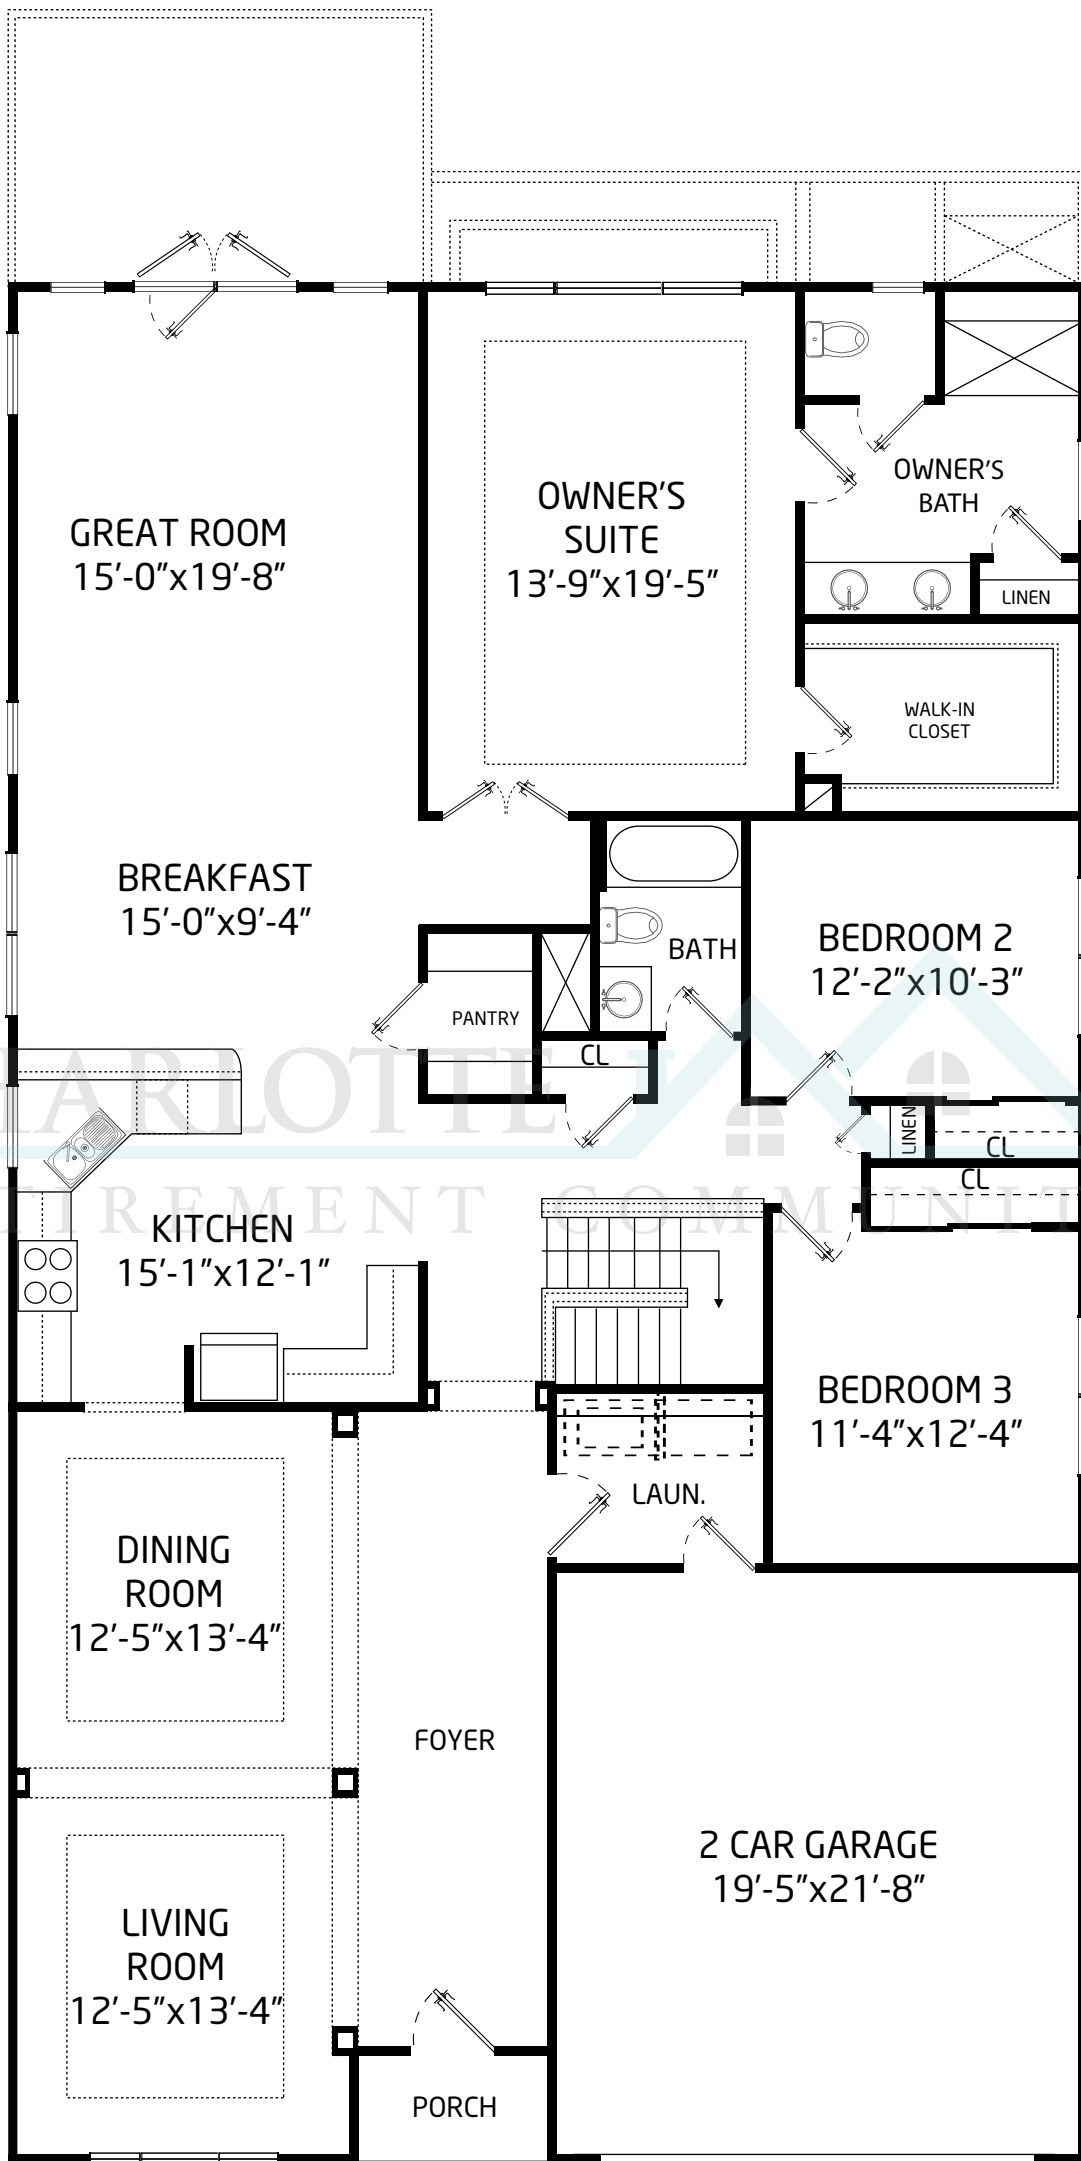 GREAT ROOM
15'-0"x19'-8"
OWNER'S
SUITE
13'-9"x19'-5"
OWNER'S
BATH
LINEN
WALK-IN
CLOSET
BREAKFAST
15'-0"x9'-4"
BATH
BEDROOM 2
12'-2"x10'-3"
PANTRY
CL
LINEN
CL
CL
HARLOTTE
TIREMENT COMMUNIT
KITCHEN
15'-1"x12'-1"
BEDROOM 3
11'-4"x12'-4"
LAUN.
DINING
ROOM
12'-5"x13'-4"
FOYER
2 CAR GARAGE
19'-5"x21'-8"
LIVING
ROOM
12'-5"x13'-4"
PORCH